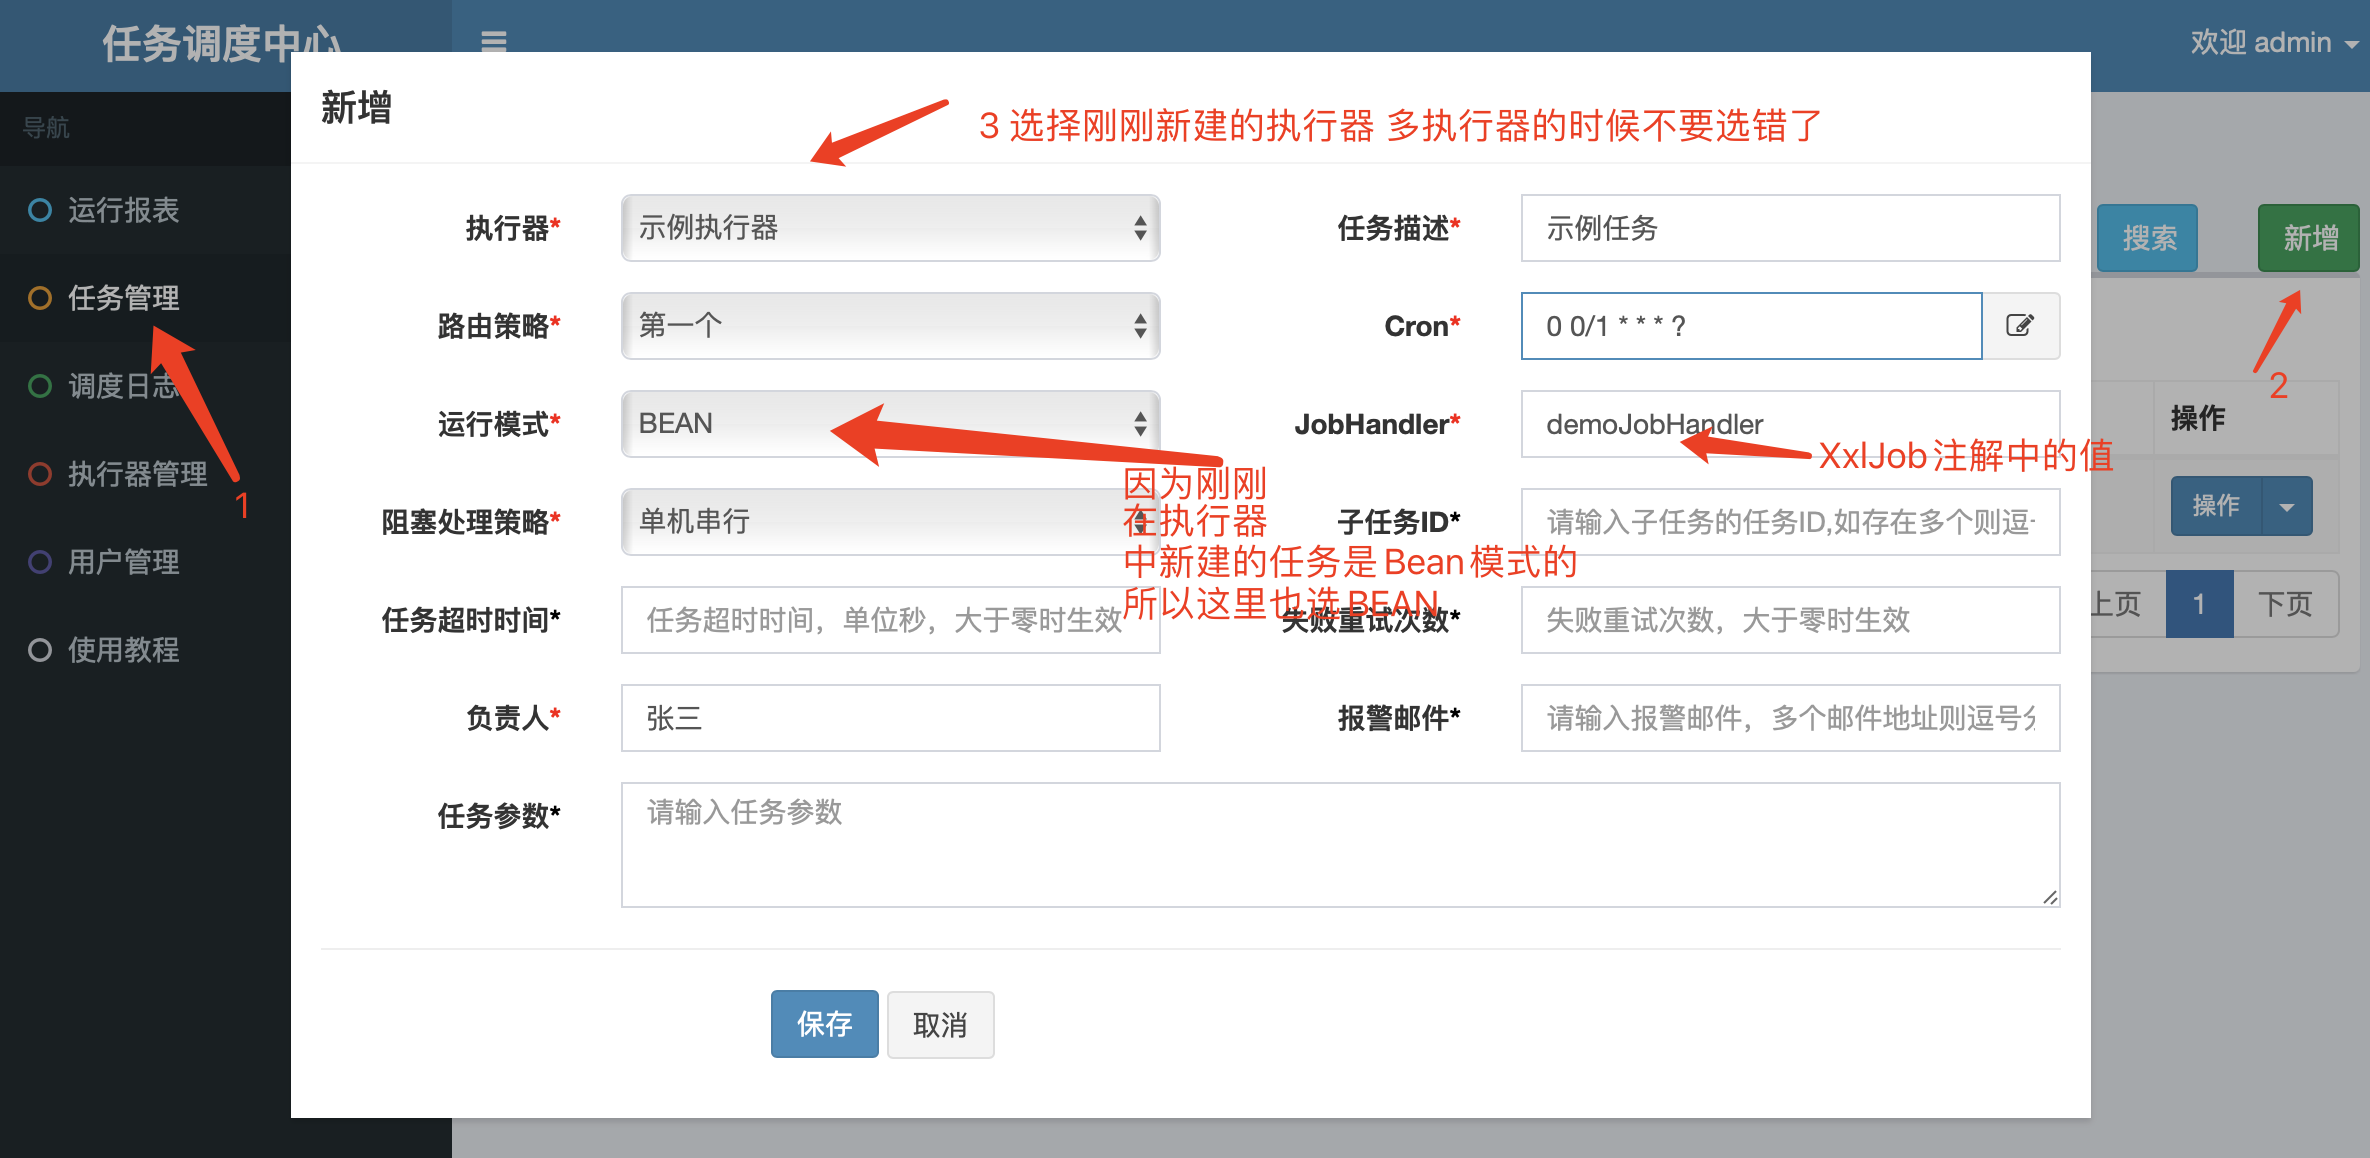 任务调度中心
欢迎 admin
导航
运行报表
任务管理
调度日志
执行器管理
用户管理
使用教程
1
新增
3 选择刚刚新建的执行器 多执行器的时候不要选错了
执行器* 示例执行器 任务描述* 示例任务
路由策略* 第一个 Cron* 0 0/1 * * * ?
运行模式* BEAN JobHandler* demoJobHandler
XxlJob注解中的值
因为刚刚
在执行器
中新建的任务是Bean模式的
所以这里也选BEAN
阻塞处理策略* 单机串行 子任务ID* 请输入子任务的任务ID,如存在多个则逗
任务超时时间* 任务超时时间，单位秒，大于零时生效 失败重试次数* 失败重试次数，大于零时生效
负责人* 张三 报警邮件* 请输入报警邮件，多个邮件地址则逗号分
任务参数* 请输入任务参数
保存 取消
搜索 新增
2
操作
操作
上页 1 下页